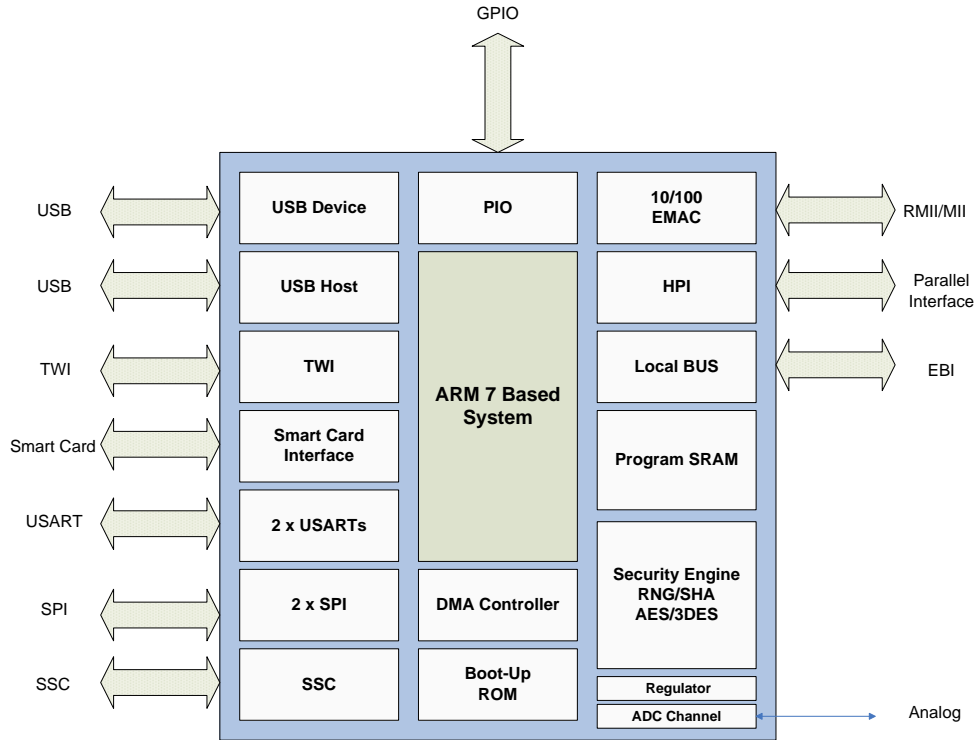 GPIO
USB
USB Device
PIO
10/100
EMAC
RMII/MII
USB
USB Host
HPI
Parallel
Interface
TWI
TWI
ARM 7 Based
System
Local BUS
EBI
Smart Card
Smart Card
Interface
Program SRAM
USART
2 x USARTs
Security Engine
RNG/SHA
AES/3DES
SPI
2 x SPI
DMA Controller
SSC
SSC
Boot-Up
ROM
Regulator
ADC Channel
Analog